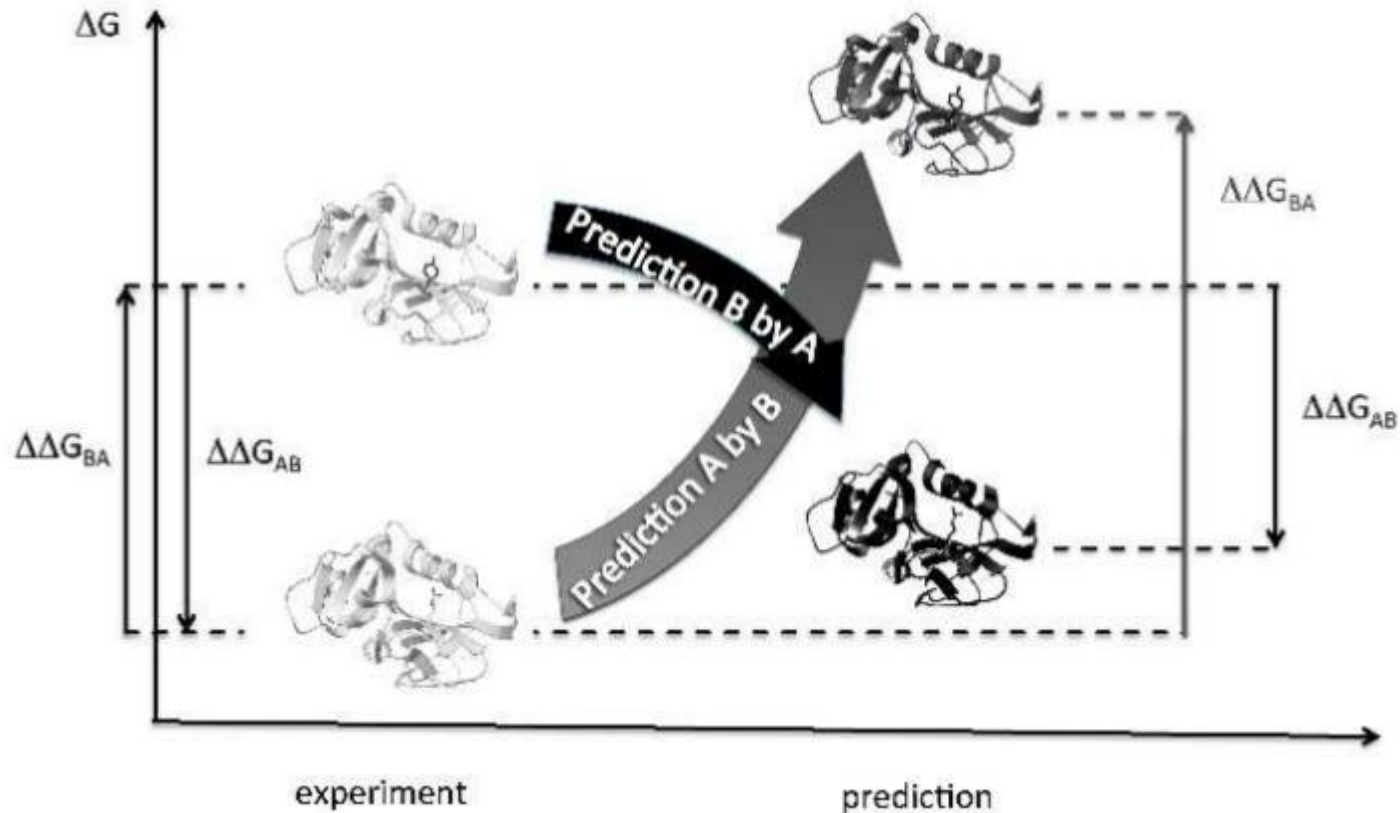 ΔG
ΔΔG_BA
Prediction B by A
ΔΔG_BA
ΔΔG_AB
ΔΔG_AB
Prediction A by B
experiment
prediction